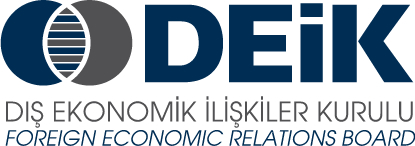 DEİK
DIŞ EKONOMİK İLİŞKİLER KURULU
FOREIGN ECONOMIC RELATIONS BOARD